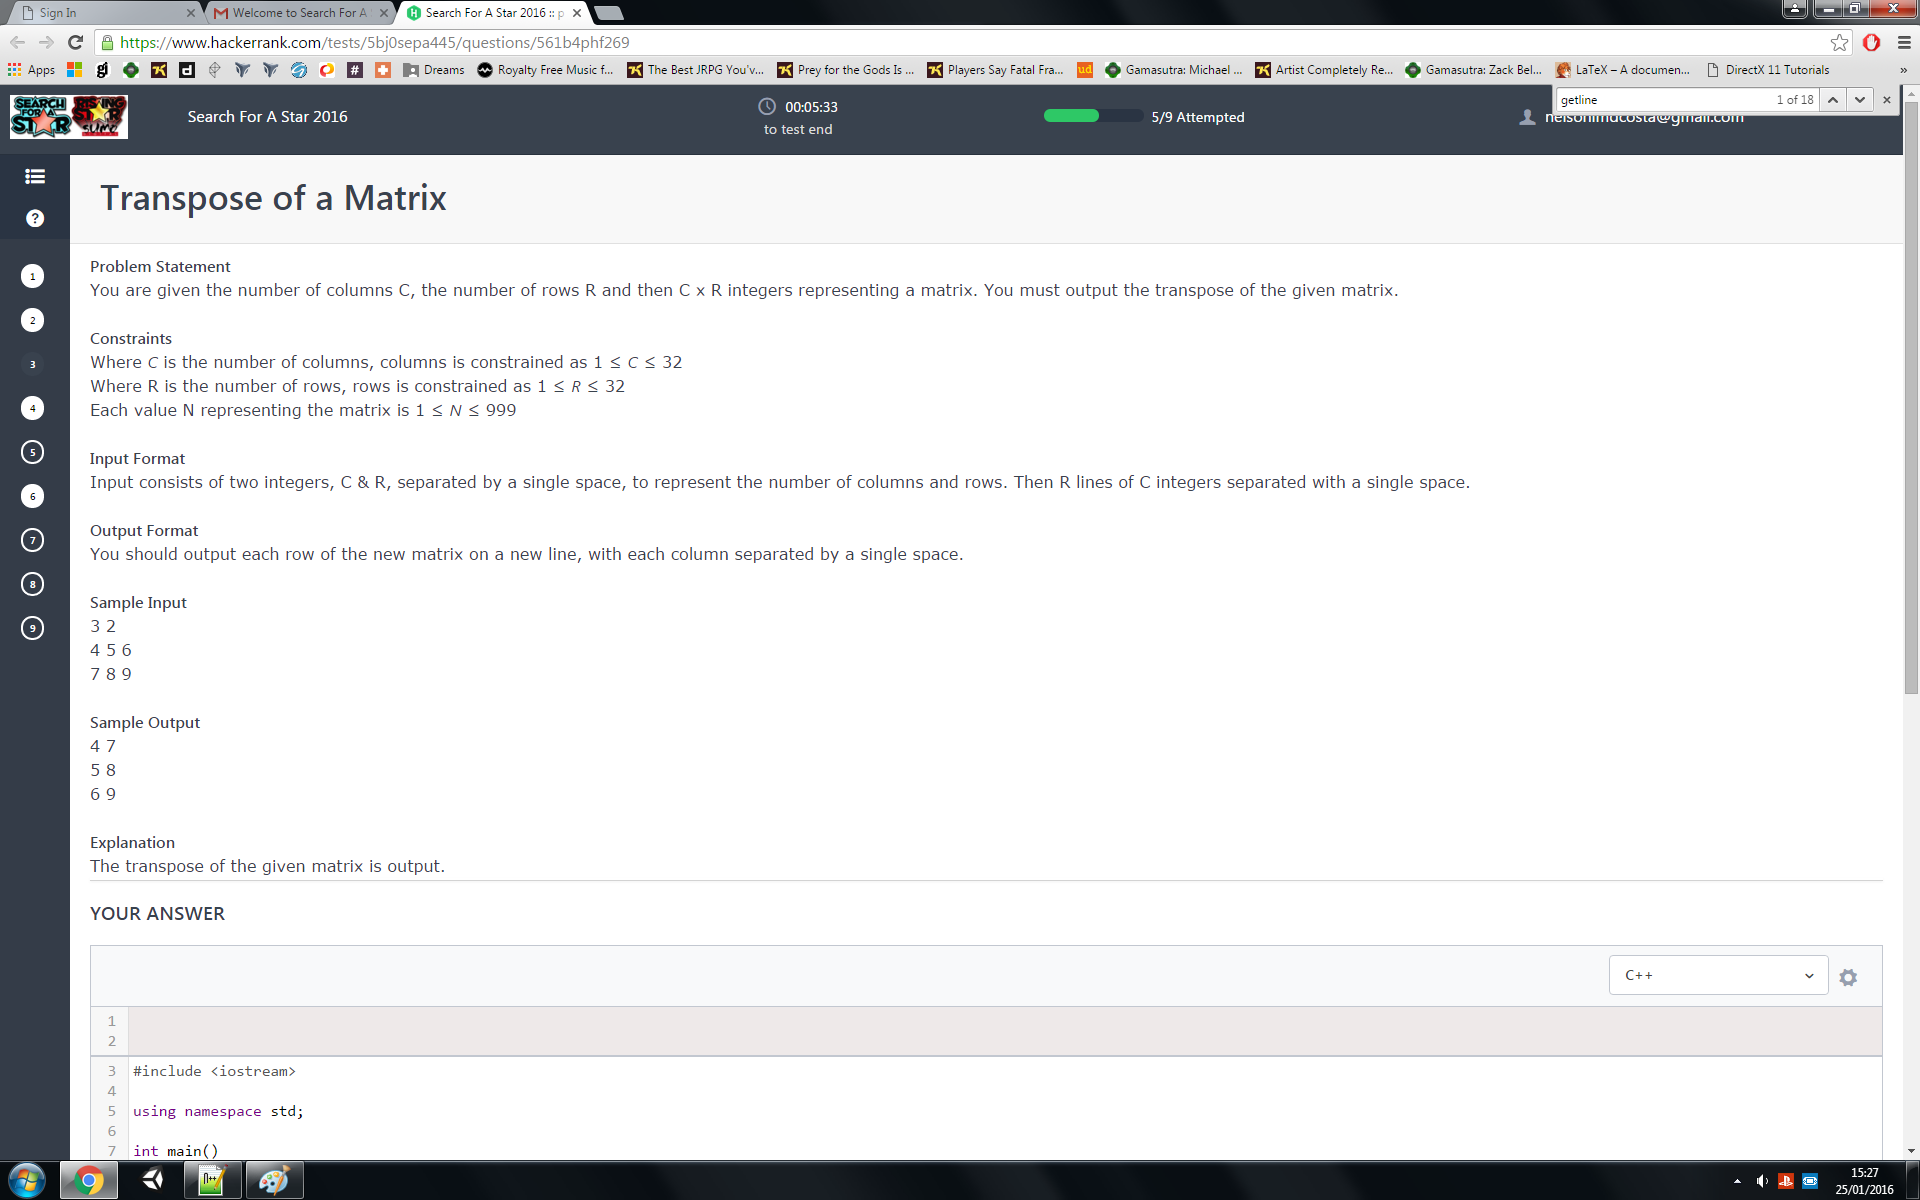 Sign In
Welcome to Search For A
Search For A Star 2016 :: p
https://www.hackerrank.com/tests/5bj0sepa445/questions/561b4phf269
Apps
Dreams
Royalty Free Music f...
The Best JRPG You'v...
Prey for the Gods Is ...
Players Say Fatal Fra...
ud
Gamasutra: Michael ...
Artist Completely Re...
Gamasutra: Zack Bel...
LaTeX – A documen...
DirectX 11 Tutorials
»
getline
1 of 18
SEARCH FOR A STAR
RISING STAR SUMO
Search For A Star 2016
00:05:33
to test end
5/9 Attempted
nelsonfmdcosta@gmail.com
Transpose of a Matrix
1
2
3
4
5
6
7
8
9
Problem Statement
You are given the number of columns C, the number of rows R and then C x R integers representing a matrix. You must output the transpose of the given matrix.
Constraints
Where C is the number of columns, columns is constrained as 1 ≤ C ≤ 32
Where R is the number of rows, rows is constrained as 1 ≤ R ≤ 32
Each value N representing the matrix is 1 ≤ N ≤ 999
Input Format
Input consists of two integers, C & R, separated by a single space, to represent the number of columns and rows. Then R lines of C integers separated with a single space.
Output Format
You should output each row of the new matrix on a new line, with each column separated by a single space.
Sample Input
3 2
4 5 6
7 8 9
Sample Output
4 7
5 8
6 9
Explanation
The transpose of the given matrix is output.
YOUR ANSWER
C++
1
2
3 #include <iostream>
4
5 using namespace std;
6
7 int main()
15:27
25/01/2016